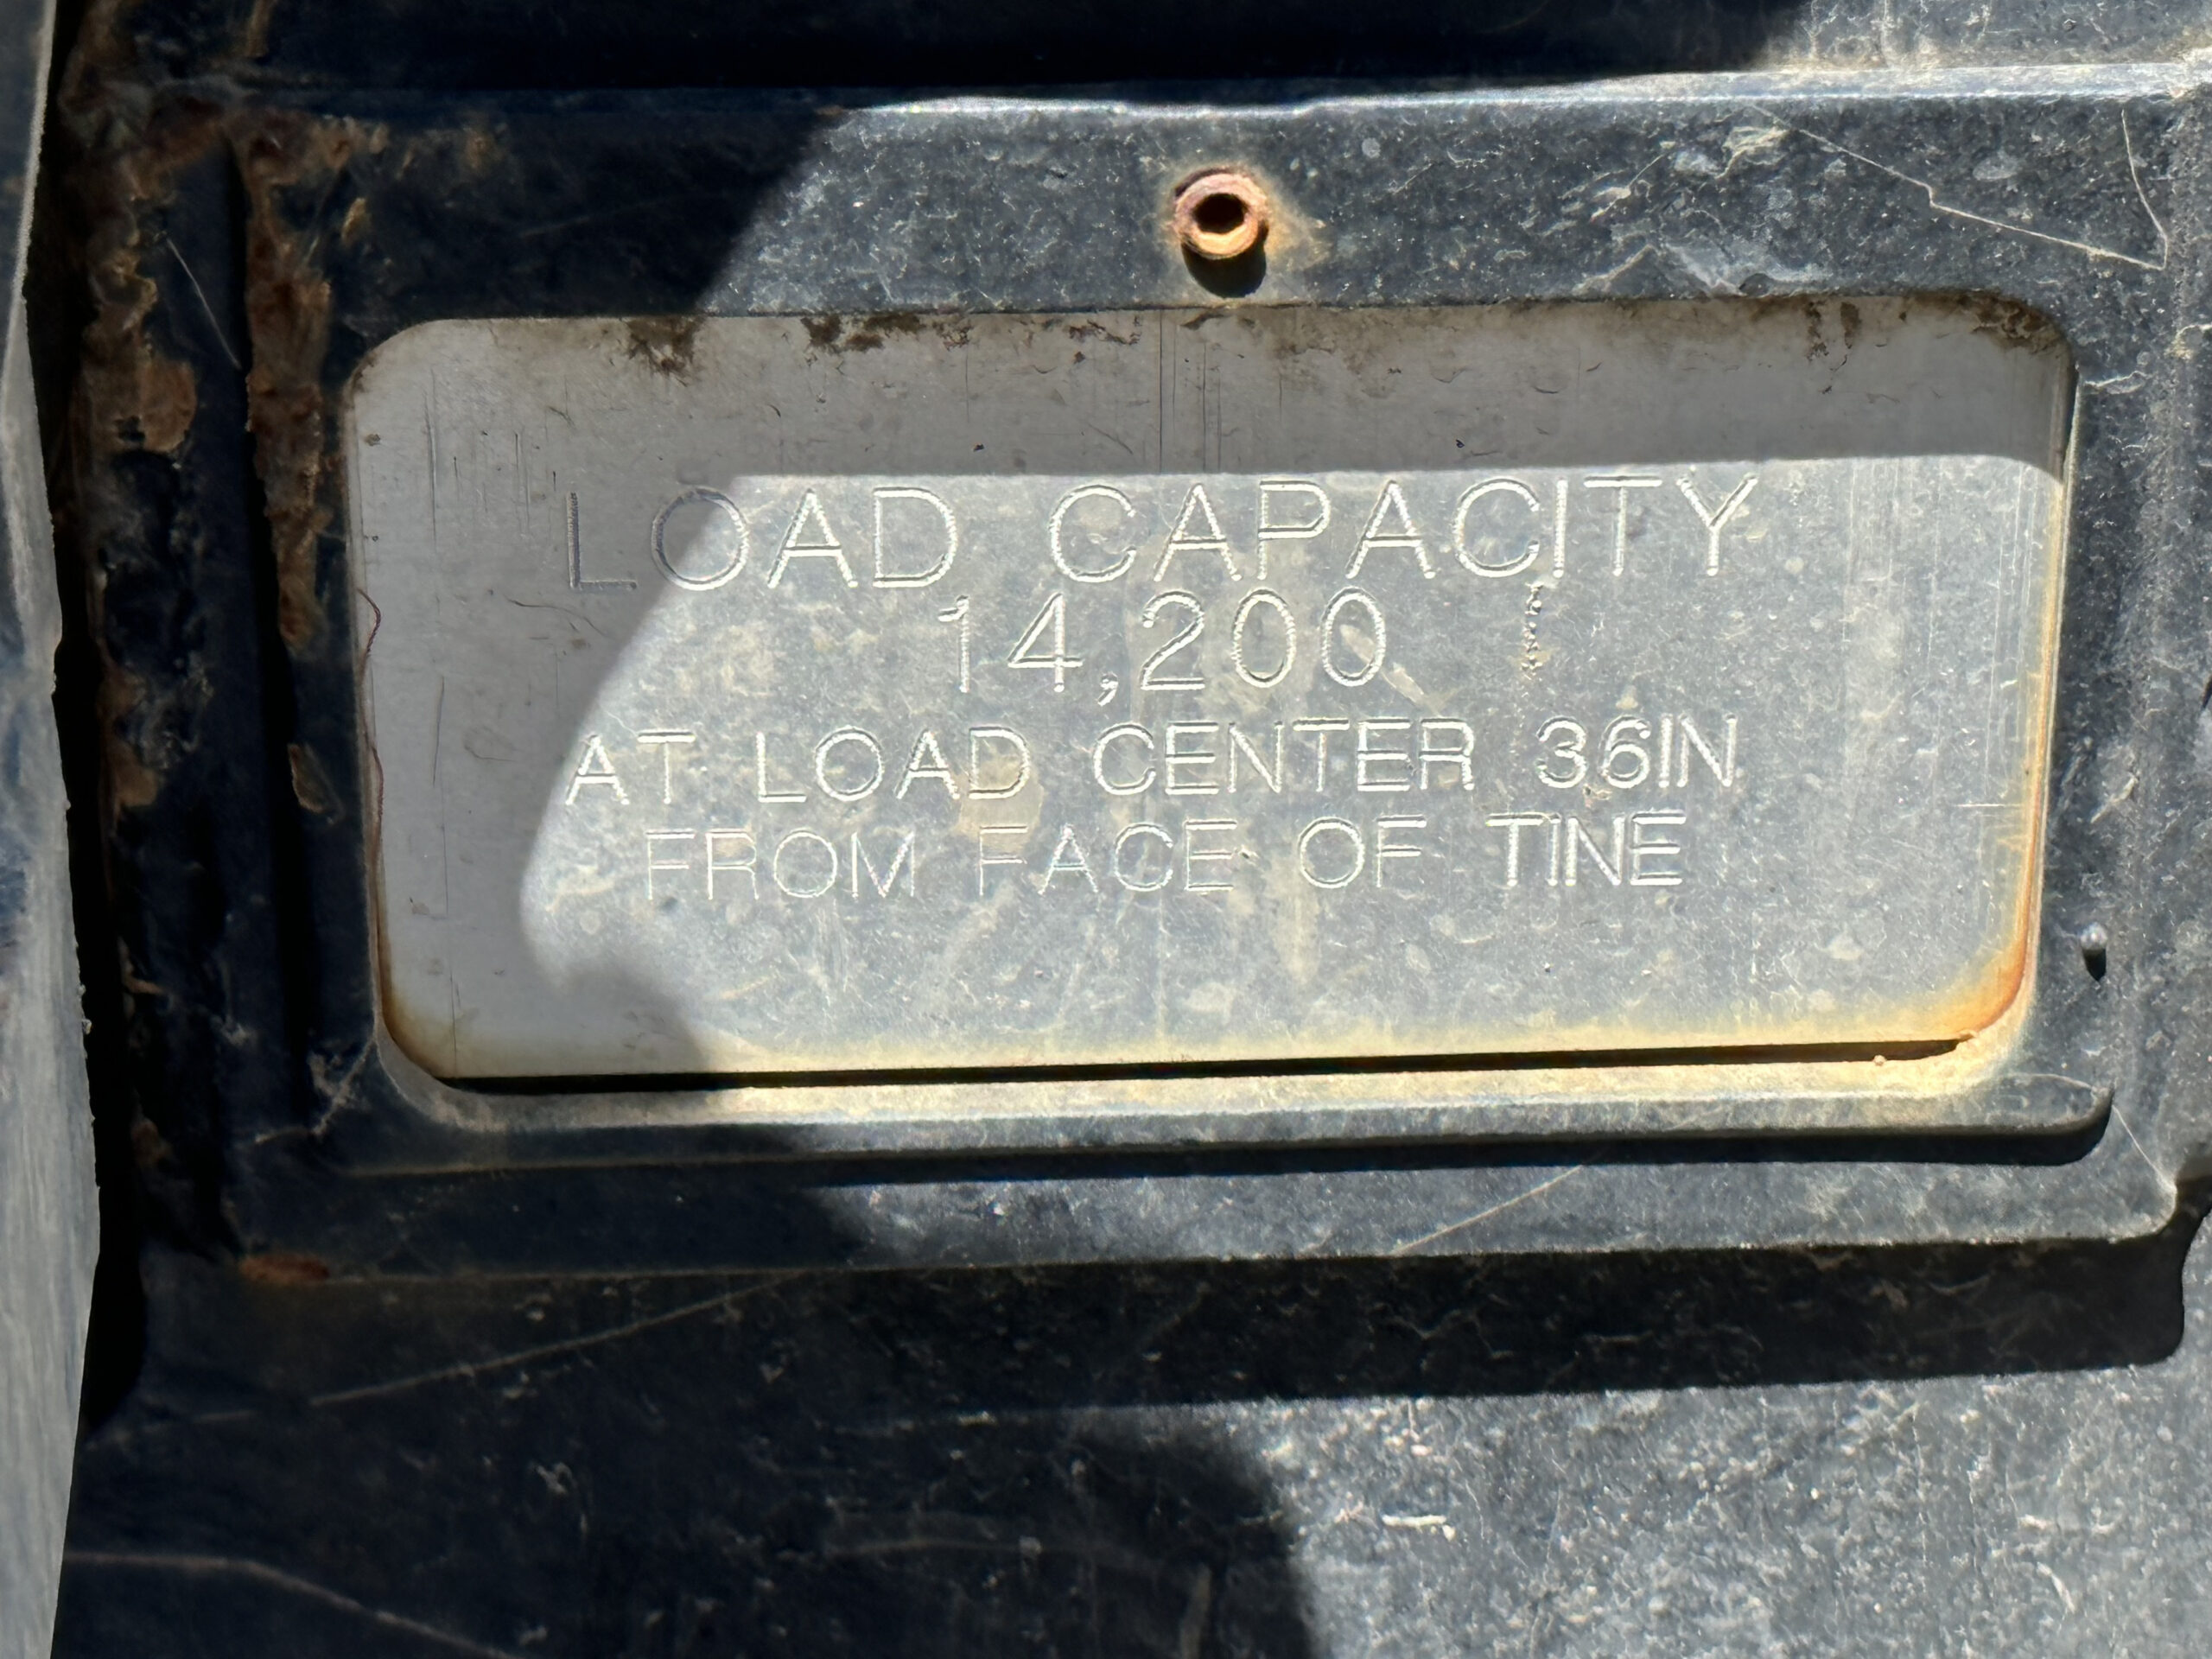 LOAD CAPACITY
14,200
AT LOAD CENTER 36IN
FROM FACE OF TINE